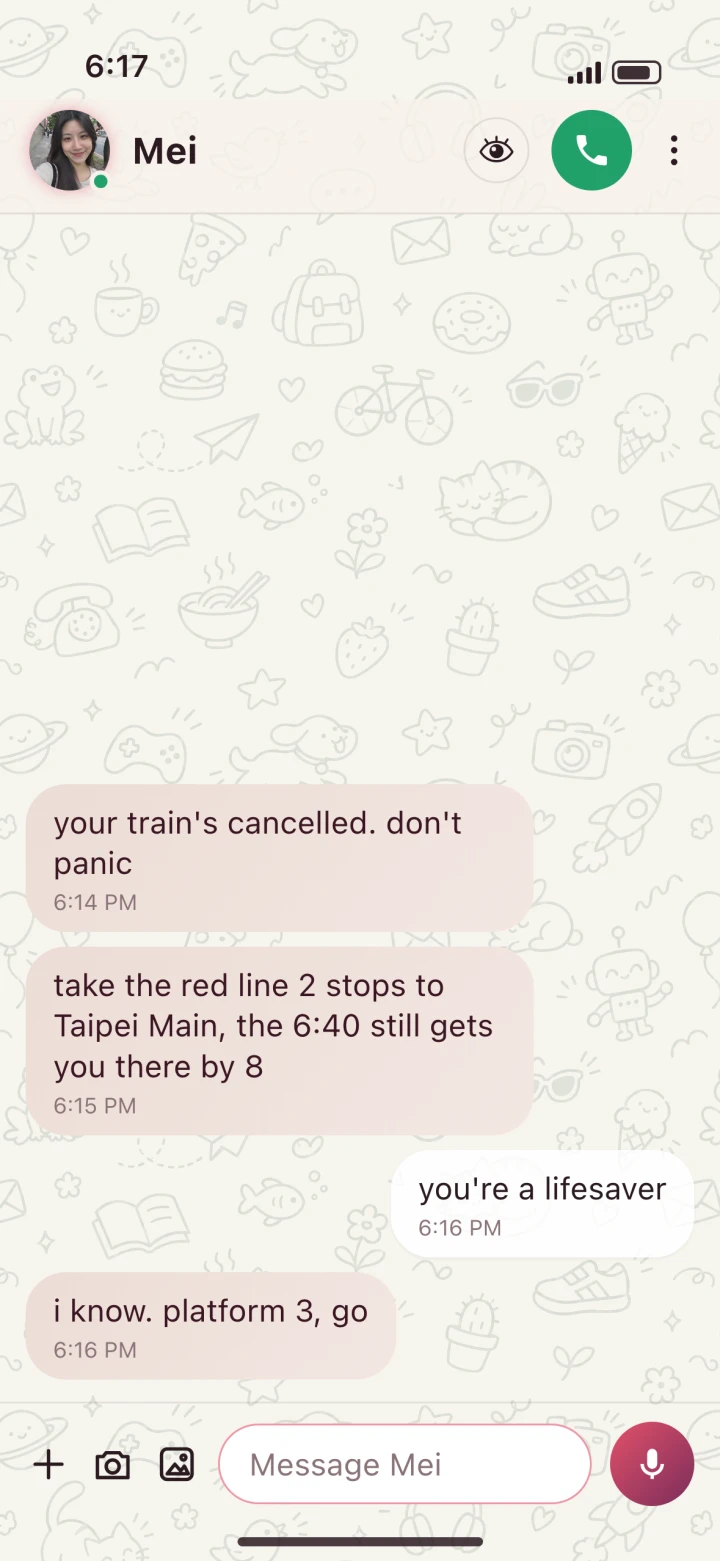 6:17
Mei
your train's cancelled. don't
panic
6:14 PM
take the red line 2 stops to
Taipei Main, the 6:40 still gets
you there by 8
6:15 PM
you're a lifesaver
6:16 PM
i know. platform 3, go
6:16 PM
Message Mei